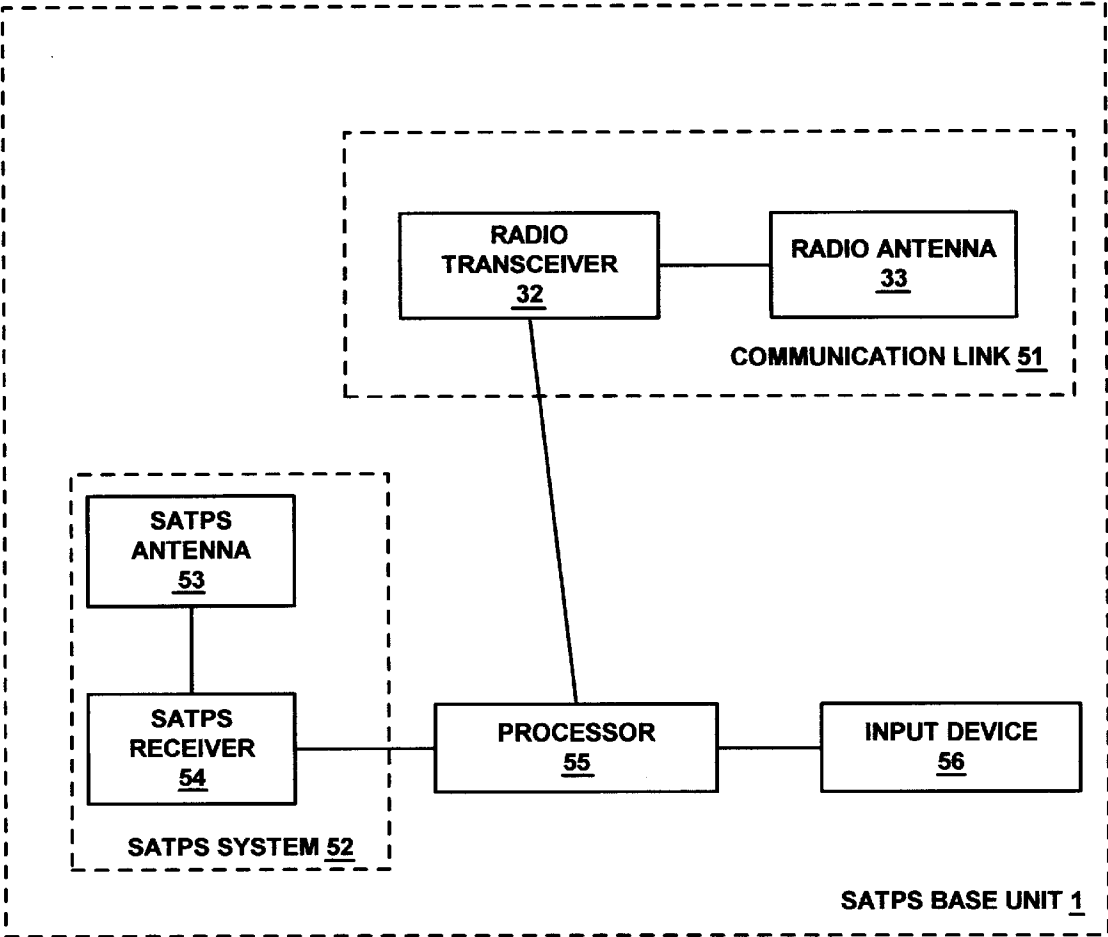 RADIO
TRANSCEIVER
32
RADIO ANTENNA
33
COMMUNICATION LINK 51
SATPS
ANTENNA
53
SATPS
RECEIVER
54
SATPS SYSTEM 52
PROCESSOR
55
INPUT DEVICE
56
SATPS BASE UNIT 1